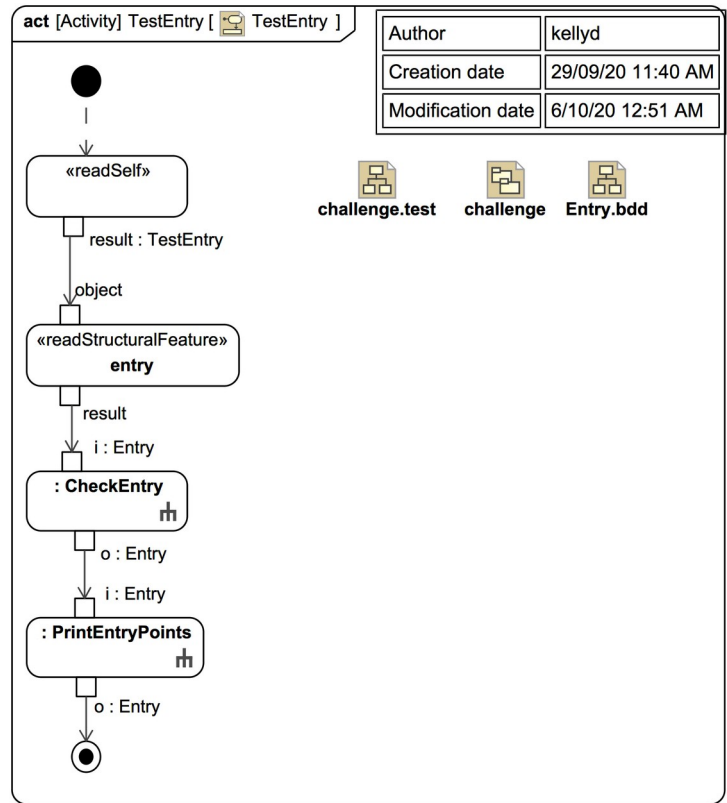 act [Activity] TestEntry [ TestEntry ]
Author kellyd
Creation date 29/09/20 11:40 AM
Modification date 6/10/20 12:51 AM
«readSelf»
challenge.test challenge Entry.bdd
result : TestEntry
object
«readStructuralFeature»
entry
result
i : Entry
: CheckEntry
o : Entry
i : Entry
: PrintEntryPoints
o : Entry